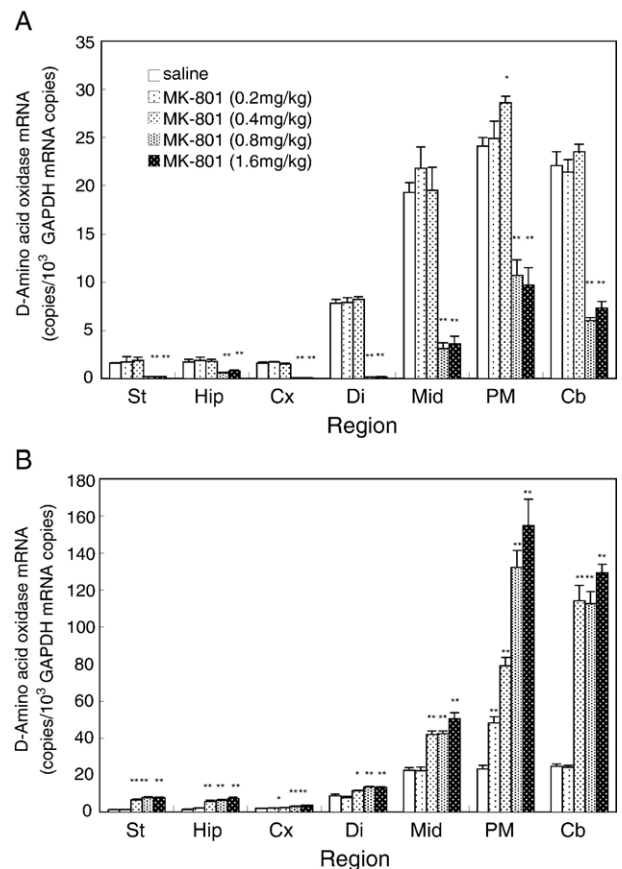 A
D-Amino acid oxidase mRNA
(copies/10³ GAPDH mRNA copies)
35
30
25
20
15
10
5
0
saline
MK-801 (0.2mg/kg)
MK-801 (0.4mg/kg)
MK-801 (0.8mg/kg)
MK-801 (1.6mg/kg)
** **
** **
** **
** **
** **
*
** **
** **
St Hip Cx Di Mid PM Cb
Region
B
D-Amino acid oxidase mRNA
(copies/10³ GAPDH mRNA copies)
180
160
140
120
100
80
60
40
20
0
** ** **
** ** **
* ** **
* ** **
** ** **
** ** ** **
** ** **
St Hip Cx Di Mid PM Cb
Region